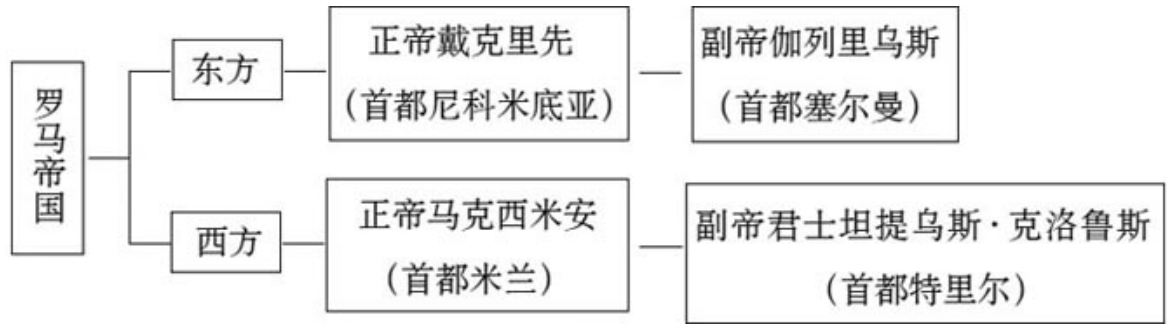 罗马帝国
东方
正帝戴克里先
(首都尼科米底亚)
副帝伽列里乌斯
(首都塞尔曼)
西方
正帝马克西米安
(首都米兰)
副帝君士坦提乌斯·克洛鲁斯
(首都特里尔)